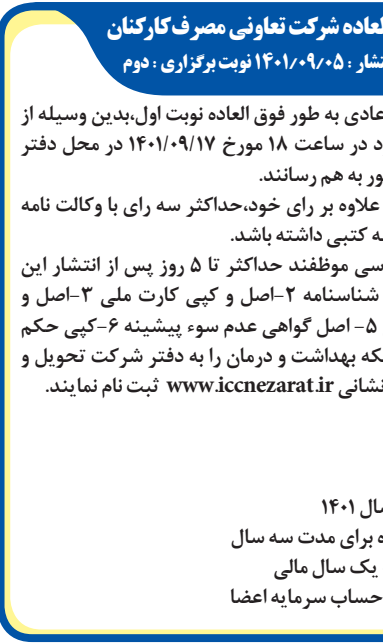 العاده شرکت تعاونی مصرف کارکنان
انتشار : ۱۴۰۱/۰۹/۰۵ نوبت برگزاری : دوم
عادی به طور فوق العاده نوبت اول،بدین وسیله از
در ساعت ۱۸ مورخ ۱۴۰۱/۰۹/۱۷ در محل دفتر
به هم رسانند.
علاوه بر رای خود،حداکثر سه رای با وکالت نامه
کتبی داشته باشد.
موظفند حداکثر تا ۵ روز پس از انتشار این
شناسنامه ۲-اصل و کپی کارت ملی ۳-اصل و
۵- اصل گواهی عدم سوء پیشینه ۶-کپی حکم
بهداشت و درمان را به دفتر شرکت تحویل و
نشانی www.iccnezarat.ir ثبت نام نمایند.
سال ۱۴۰۱
برای مدت سه سال
یک سال مالی
حساب سرمایه اعضا